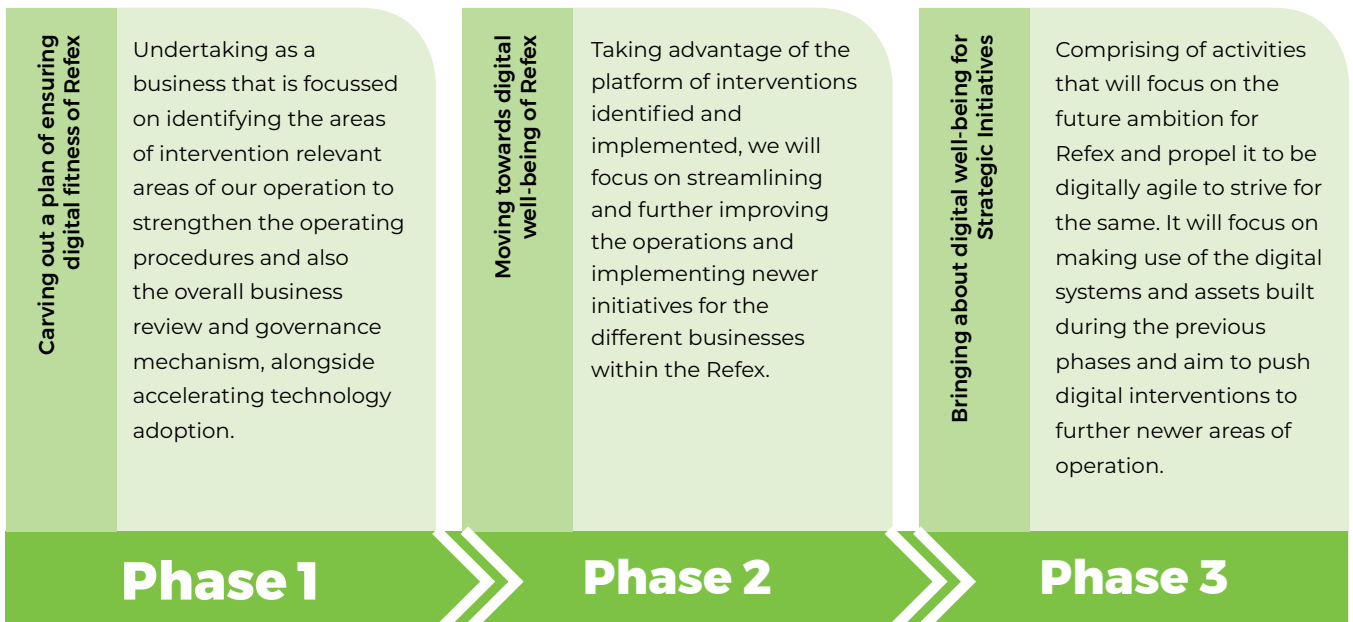 Carving out a plan of ensuring
digital fitness of Refex
Undertaking as a
business that is focussed
on identifying the areas
of intervention relevant
areas of our operation to
strengthen the operating
procedures and also
the overall business
review and governance
mechanism, alongside
accelerating technology
adoption.
Phase 1
Moving towards digital
well-being of Refex
Taking advantage of the
platform of interventions
identified and
implemented, we will
focus on streamlining
and further improving
the operations and
implementing newer
initiatives for the
different businesses
within the Refex.
Phase 2
Bringing about digital well-being for
Strategic Initiatives
Comprising of activities
that will focus on the
future ambition for
Refex and propel it to be
digitally agile to strive for
the same. It will focus on
making use of the digital
systems and assets built
during the previous
phases and aim to push
digital interventions to
further newer areas of
operation.
Phase 3